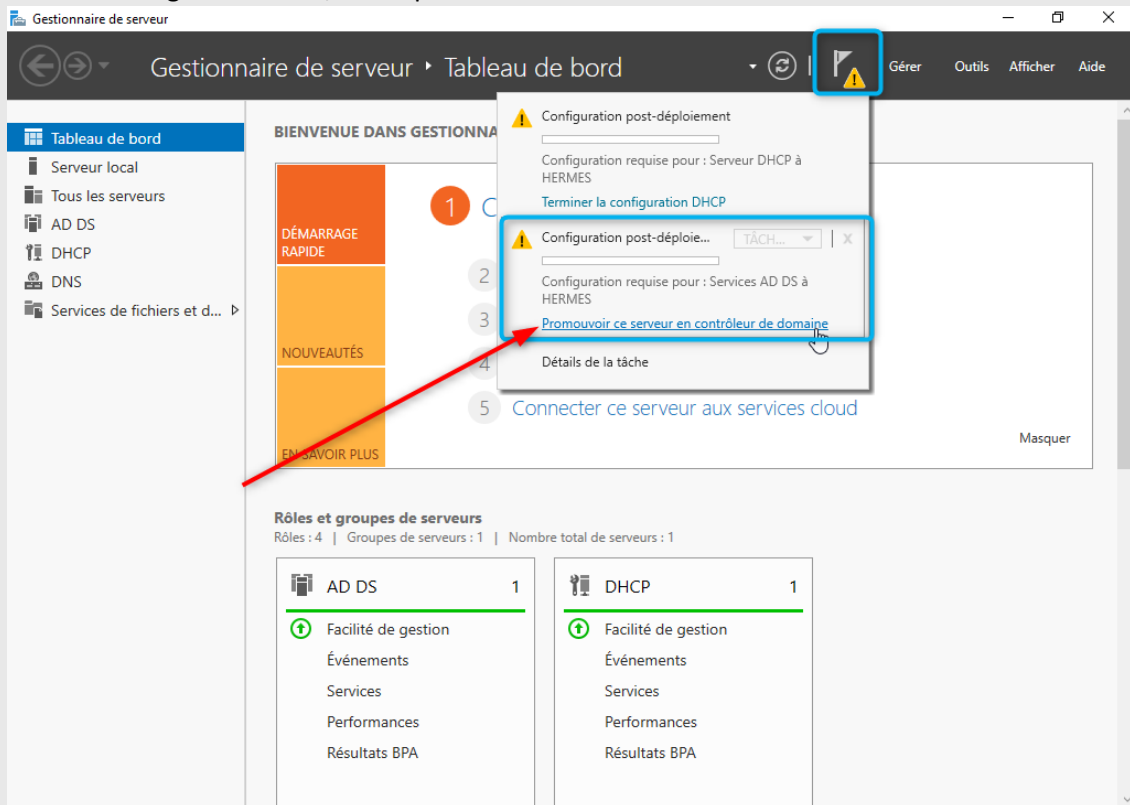 Gestionnaire de serveur
Gestionnaire de serveur ‣ Tableau de bord
Gérer Outils Afficher Aide
Tableau de bord
Serveur local
Tous les serveurs
AD DS
DHCP
DNS
Services de fichiers et d...
BIENVENUE DANS GESTIONNA
DÉMARRAGE
RAPIDE
NOUVEAUTÉS
EN SAVOIR PLUS
1 C
2
3
4
5 Connecter ce serveur aux services cloud
Masquer
Configuration post-déploiement
Configuration requise pour : Serveur DHCP à
HERMES
Terminer la configuration DHCP
Configuration post-déploie... TÂCH... X
Configuration requise pour : Services AD DS à
HERMES
Promouvoir ce serveur en contrôleur de domaine
Détails de la tâche
Rôles et groupes de serveurs
Rôles : 4 | Groupes de serveurs : 1 | Nombre total de serveurs : 1
AD DS 1
Facilité de gestion
Événements
Services
Performances
Résultats BPA
DHCP 1
Facilité de gestion
Événements
Services
Performances
Résultats BPA